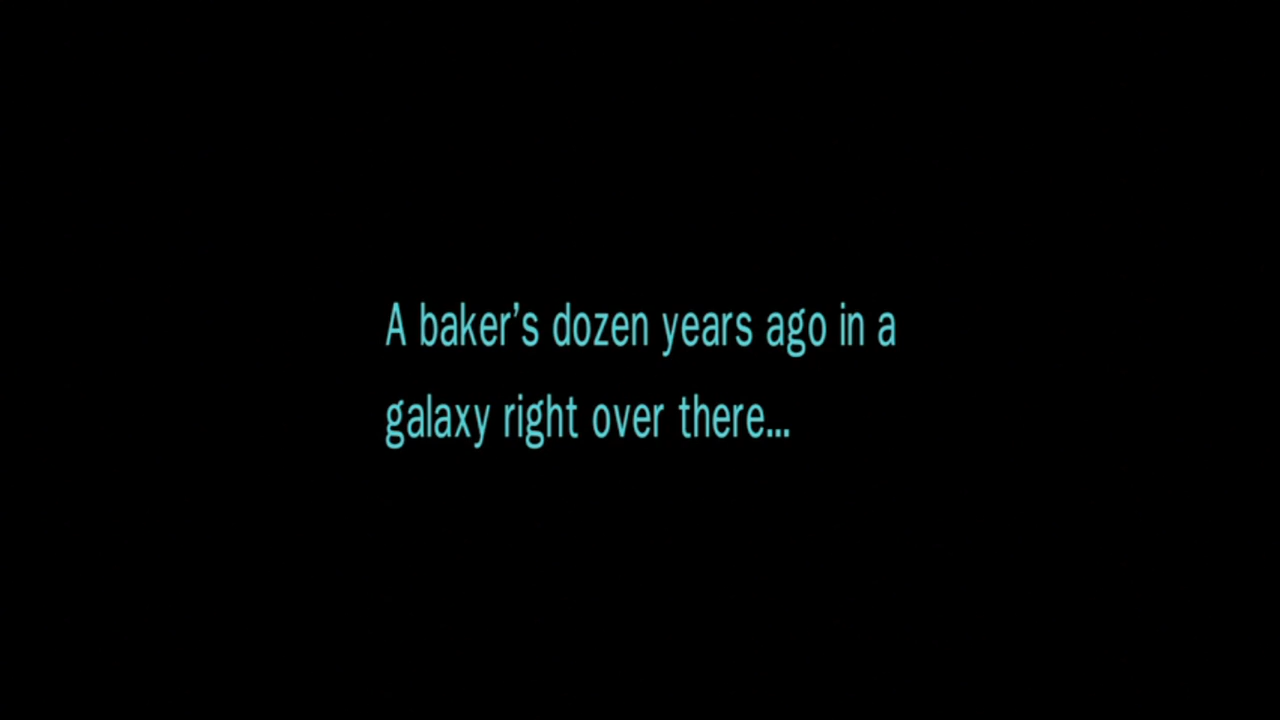 A baker’s dozen years ago in a
galaxy right over there...